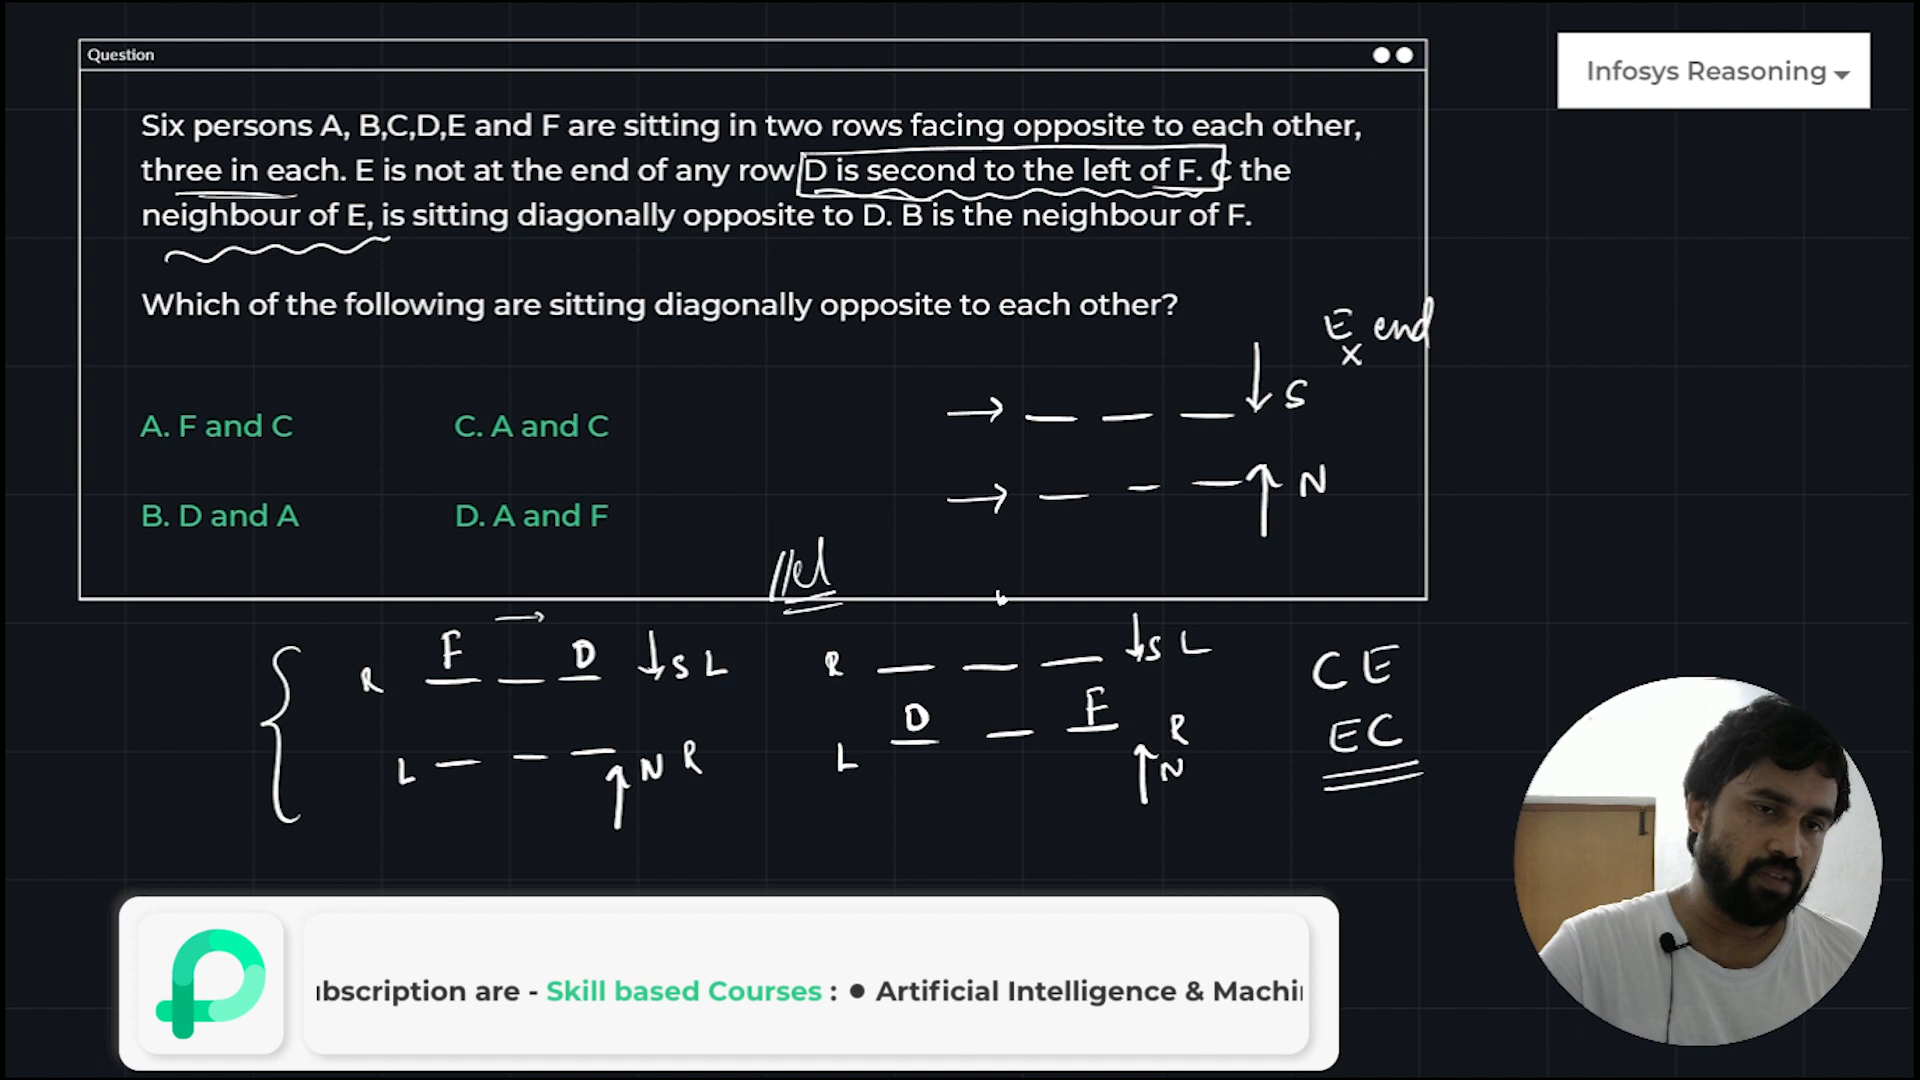 Question
Infosys Reasoning
Six persons A, B,C,D,E and F are sitting in two rows facing opposite to each other,
three in each. E is not at the end of any row D is second to the left of F. C the
neighbour of E, is sitting diagonally opposite to D. B is the neighbour of F.
Which of the following are sitting diagonally opposite to each other?
E end
x
A. F and C
C. A and C
S
N
B. D and A
D. A and F
//el
R F D S L
L N R
R S L
L D F R
N
C E
E C
ubscription are - Skill based Courses : ● Artificial Intelligence & Machi